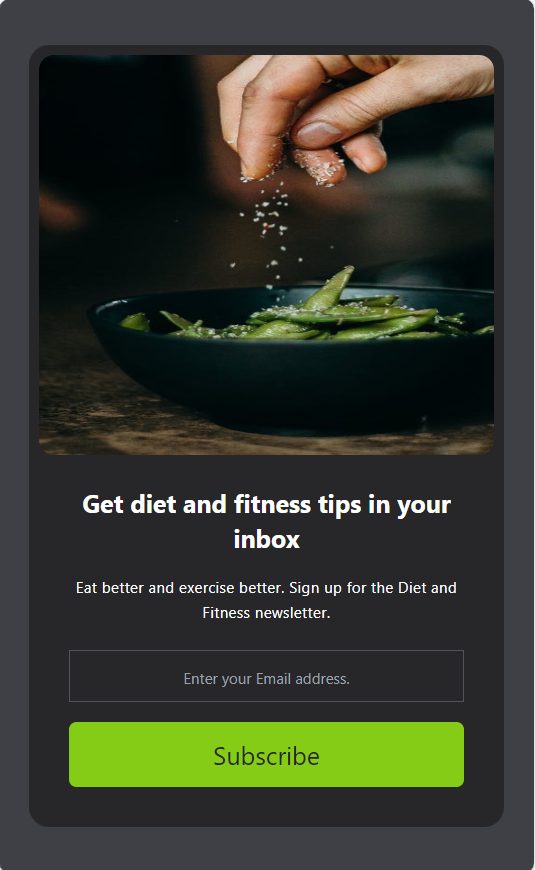 Get diet and fitness tips in your
inbox
Eat better and exercise better. Sign up for the Diet and
Fitness newsletter.
Enter your Email address.
Subscribe